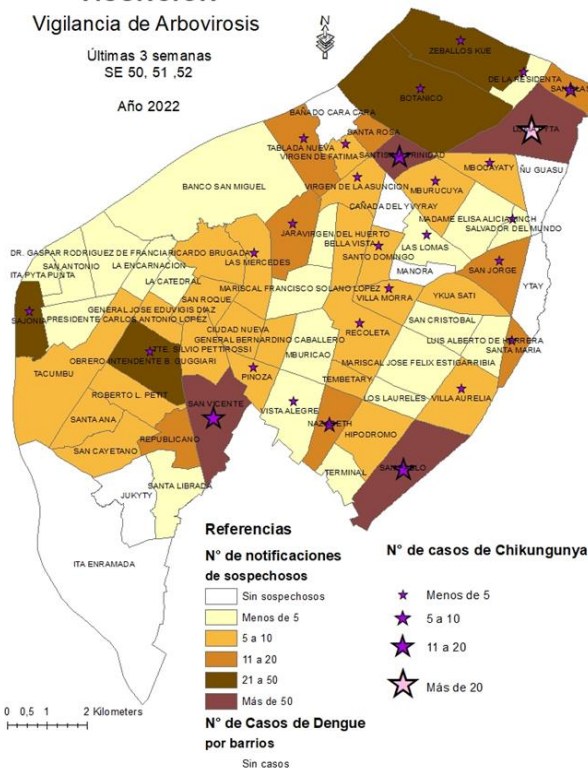 Vigilancia de Arbovirosis
Últimas 3 semanas
SE 50, 51 ,52
Año 2022
N
ZEBALLOS KUE
DE LA RESIDENTA
BOTANICO
BAÑADO CARA CARA
SANTA ROSA
TABLADA NUEVA
VIRGEN DE FATIMA
MBOCAYATY
ÑU GUASU
BANCO SAN MIGUEL
VIRGEN DE LA ASUNCION
MBURUCUYA
CAÑADA DEL YVYRAY
SALVADOR DEL MUNDO
JARA
VIRGEN DEL HUERTO
BELLA VISTA
LAS LOMAS
DR. GASPAR RODRIGUEZ DE FRANCIA
RICARDO BRUGADA
SANTO DOMINGO
SAN ANTONIO
LA ENCARNACION
LAS MERCEDES
MANORA
SAN JORGE
ITA PYTA PUNTA
LA CATEDRAL
MARISCAL FRANCISCO SOLANO LOPEZ
VILLA MORRA
YKUA SATI
YTAY
SAN ROQUE
GENERAL JOSE EDUVIGIS DIAZ
SAJONIA
PRESIDENTE CARLOS ANTONIO LOPEZ
CIUDAD NUEVA
RECOLETA
SAN CRISTOBAL
GENERAL BERNARDINO CABALLERO
LUIS ALBERTO DE HERRERA
SANTA MARIA
TTE. SILVIO PETTIROSSI
OBRERO INTENDENTE B. GUGGIARI
MBURICAO
MARISCAL JOSE FELIX ESTIGARRIBIA
TACUMBU
PINOZA
TEMBETARY
ROBERTO L. PETIT
LOS LAURELES
VILLA AURELIA
SAN VICENTE
VISTA ALEGRE
SANTA ANA
NAZARETH
HIPODROMO
REPUBLICANO
SAN CAYETANO
TERMINAL
SAN PABLO
SANTA LIBRADA
JUKYTY
ITA ENRAMADA
Referencias
N° de notificaciones
de sospechosos
Sin sospechosos
Menos de 5
5 a 10
11 a 20
21 a 50
Más de 50
N° de Casos de Dengue
por barrios
Sin casos
N° de casos de Chikungunya
Menos de 5
5 a 10
11 a 20
Más de 20
0 0,5 1 2 Kilometers